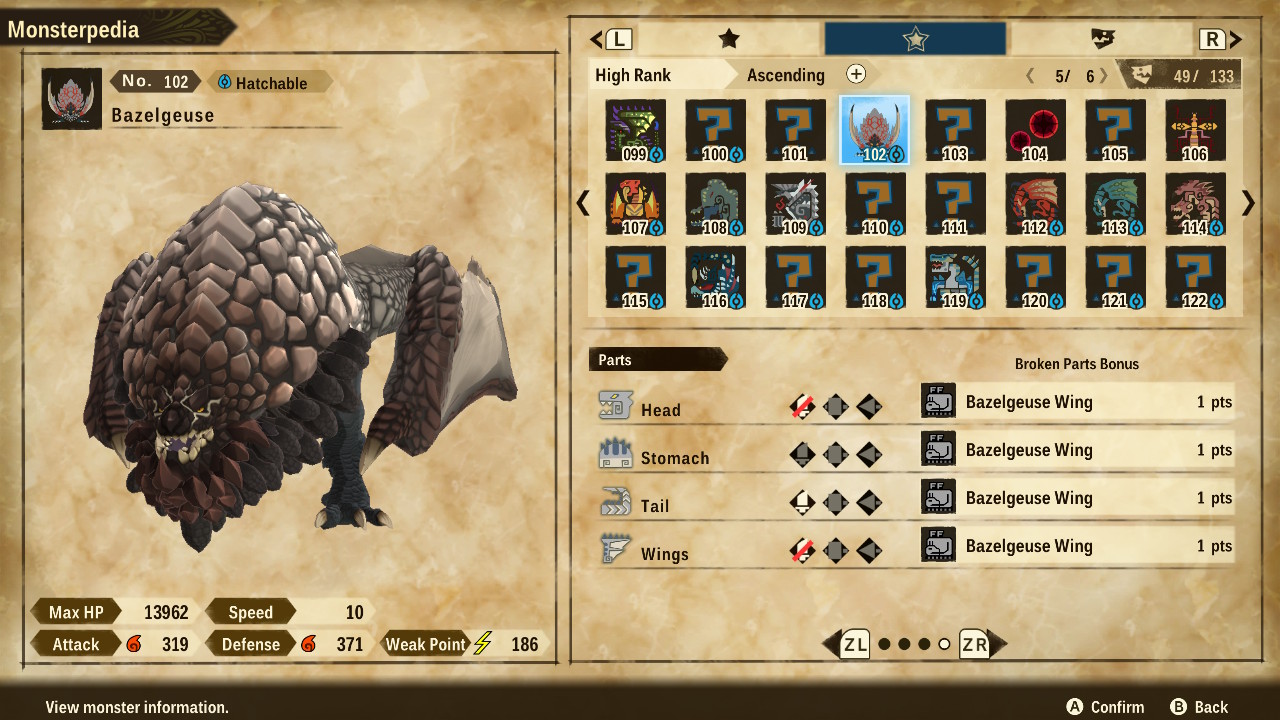 Monsterpedia
No. 102
Hatchable
Bazelgeuse
Max HP 13962 Speed 10
Attack 319 Defense 371 Weak Point 186
L R
High Rank Ascending 5/ 6 49/ 133
099 100 101 102 103 104 105 106
107 108 109 110 111 112 113 114
115 116 117 118 119 120 121 122
Parts
Broken Parts Bonus
Head Bazelgeuse Wing 1 pts
Stomach Bazelgeuse Wing 1 pts
Tail Bazelgeuse Wing 1 pts
Wings Bazelgeuse Wing 1 pts
ZL ZR
View monster information.
A Confirm B Back